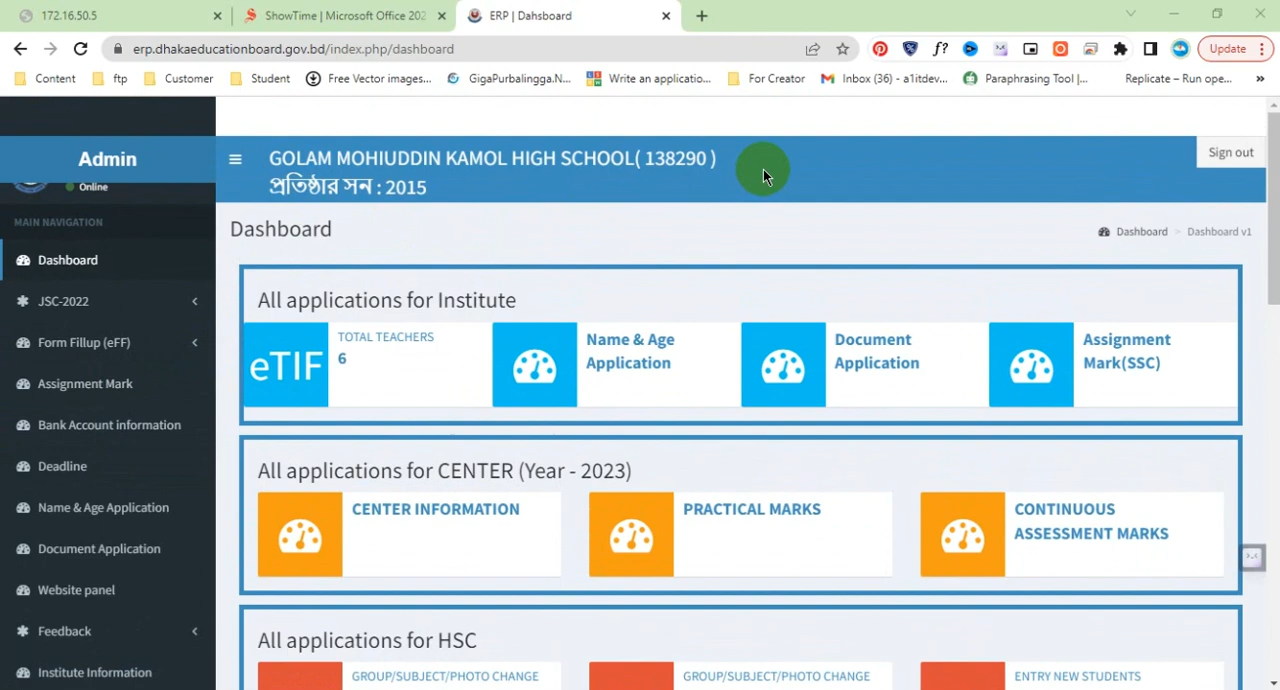 172.16.50.5
ShowTime | Microsoft Office 202
ERP | Dahsboard
erp.dhakaeducationboard.gov.bd/index.php/dashboard
Update
Content
ftp
Customer
Student
Free Vector images...
GigaPurbalingga.N...
Write an applicatio...
For Creator
Inbox (36) - a1itdev...
Paraphrasing Tool |...
Replicate – Run ope...
»
Admin
Online
GOLAM MOHIUDDIN KAMOL HIGH SCHOOL( 138290 )
প্রতিষ্ঠার সন : 2015
Sign out
MAIN NAVIGATION
Dashboard
JSC-2022
Form Fillup (eFF)
Assignment Mark
Bank Account information
Deadline
Name & Age Application
Document Application
Website panel
Feedback
Institute Information
Dashboard
Dashboard > Dashboard v1
All applications for Institute
eTIF
TOTAL TEACHERS
6
Name & Age
Application
Document
Application
Assignment
Mark(SSC)
All applications for CENTER (Year - 2023)
CENTER INFORMATION
PRACTICAL MARKS
CONTINUOUS
ASSESSMENT MARKS
All applications for HSC
GROUP/SUBJECT/PHOTO CHANGE
GROUP/SUBJECT/PHOTO CHANGE
ENTRY NEW STUDENTS